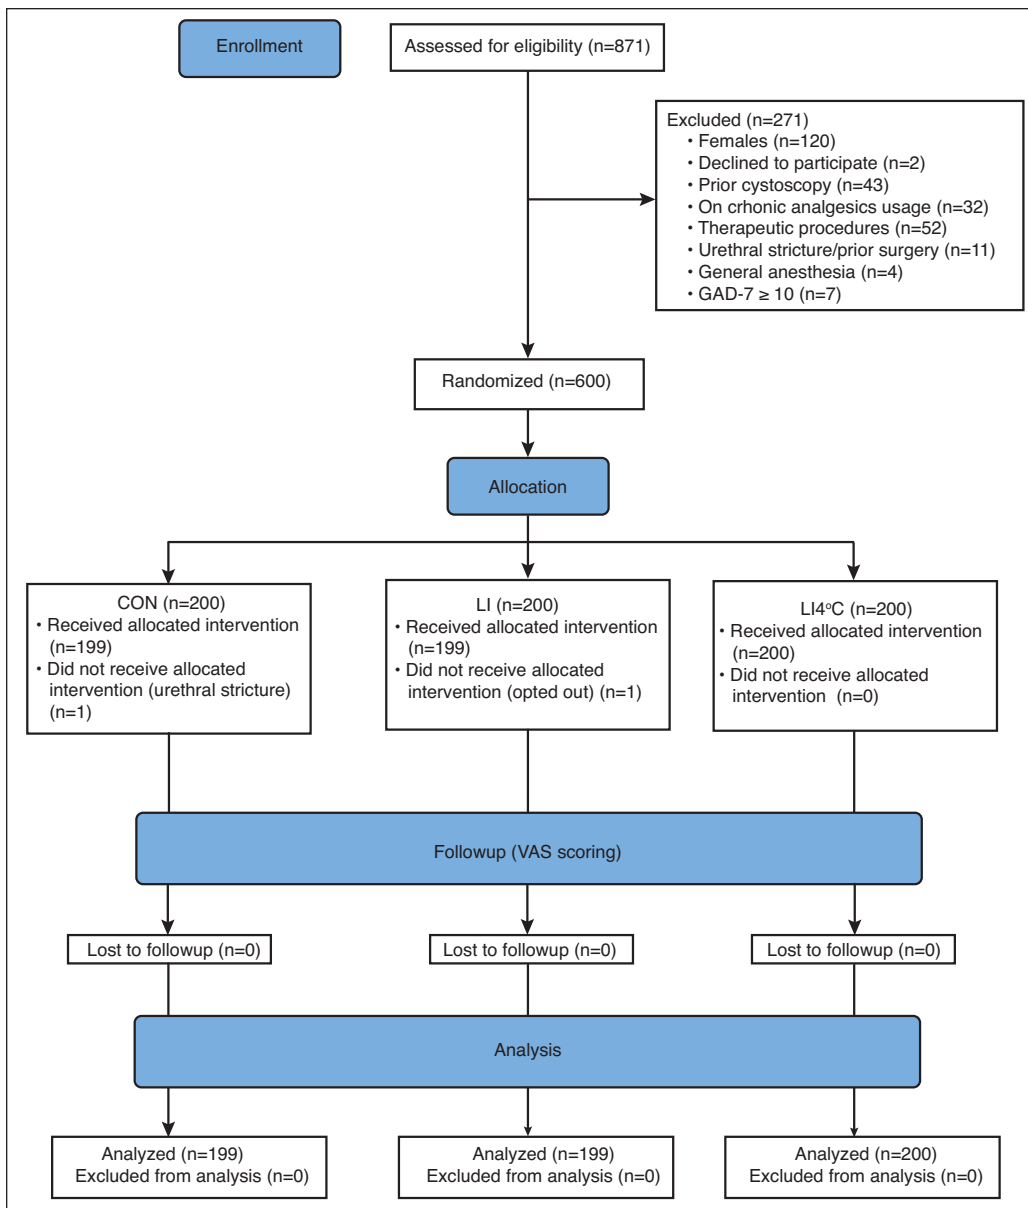 Enrollment
Assessed for eligibility (n=871)
Excluded (n=271)
• Females (n=120)
• Declined to participate (n=2)
• Prior cystoscopy (n=43)
• On crhonic analgesics usage (n=32)
• Therapeutic procedures (n=52)
• Urethral stricture/prior surgery (n=11)
• General anesthesia (n=4)
• GAD-7 ≥ 10 (n=7)
Randomized (n=600)
Allocation
CON (n=200)
• Received allocated intervention
(n=199)
• Did not receive allocated
intervention (urethral stricture)
(n=1)
LI (n=200)
• Received allocated intervention
(n=199)
• Did not receive allocated
intervention (opted out) (n=1)
LI4°C (n=200)
• Received allocated intervention
(n=200)
• Did not receive allocated
intervention (n=0)
Followup (VAS scoring)
Lost to followup (n=0)
Lost to followup (n=0)
Lost to followup (n=0)
Analysis
Analyzed (n=199)
Excluded from analysis (n=0)
Analyzed (n=199)
Excluded from analysis (n=0)
Analyzed (n=200)
Excluded from analysis (n=0)